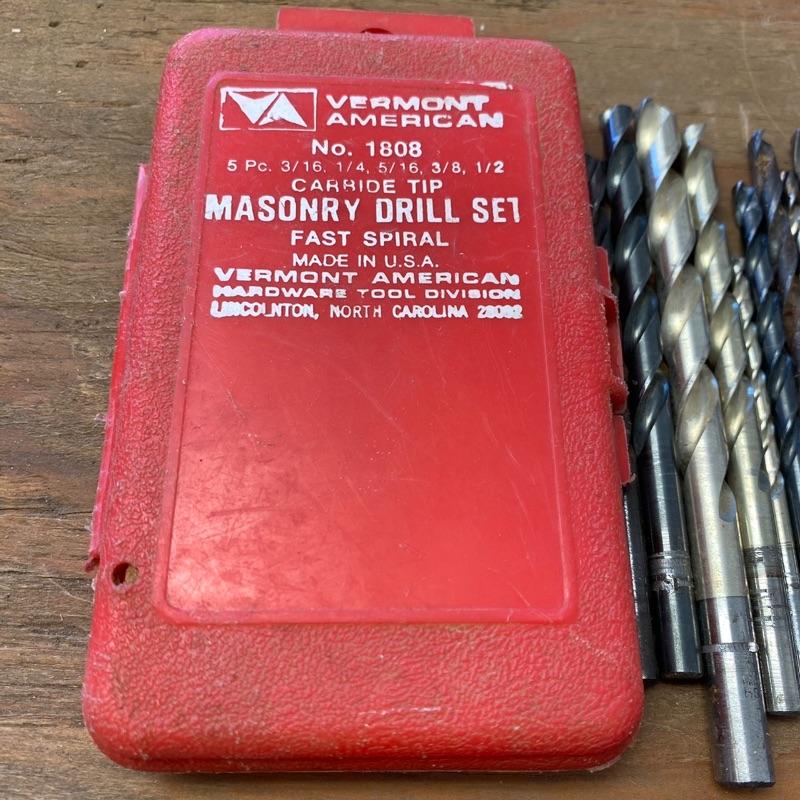 VERMONT
AMERICAN
No. 1808
5 Pc. 3/16, 1/4, 5/16, 3/8, 1/2
CARBIDE TIP
MASONRY DRILL SET
FAST SPIRAL
MADE IN U.S.A.
VERMONT AMERICAN
HARDWARE TOOL DIVISION
LINCOLNTON, NORTH CAROLINA 28092